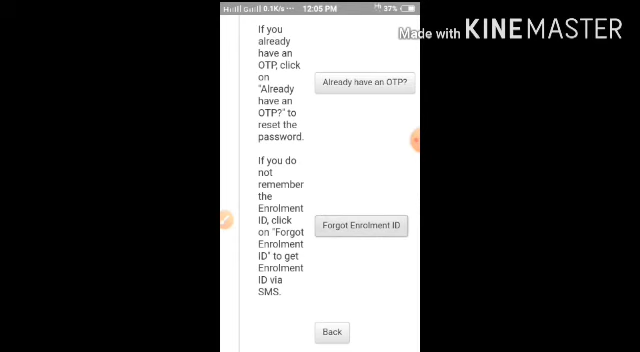 H 0.1K/s ··· 12:05 PM 37%
Made with KINEMASTER
If you
already
have an
OTP, click
on
"Already
have an
OTP?" to
reset the
password.
Already have an OTP?
If you do
not
remember
the
Enrolment
ID, click
on "Forgot
Enrolment
ID" to get
Enrolment
ID via
SMS.
Forgot Enrolment ID
Back